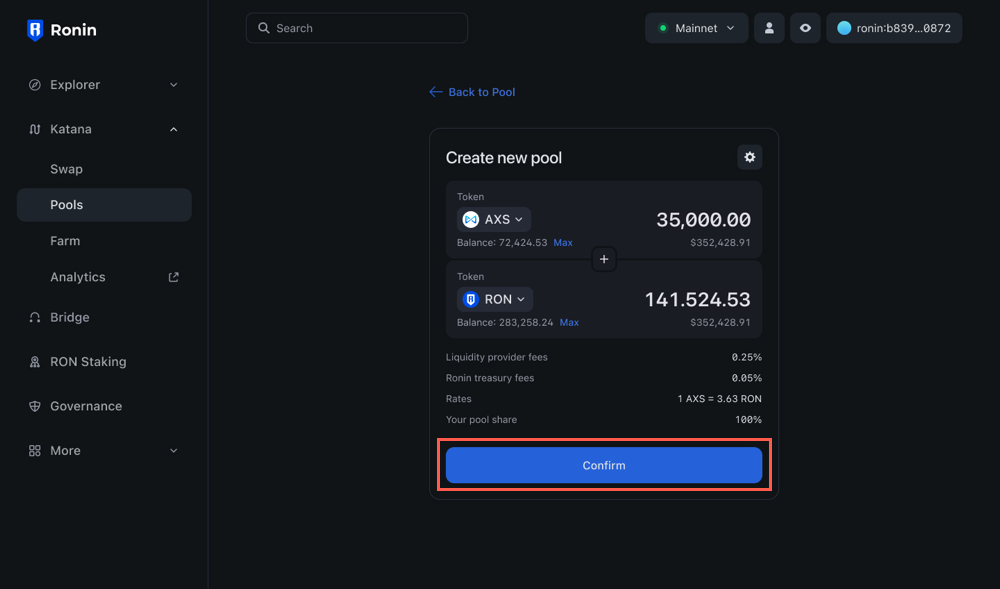 Ronin
Search
Mainnet
ronin:b839...0872
Explorer
Katana
Swap
Pools
Farm
Analytics
Bridge
RON Staking
Governance
More
Back to Pool
Create new pool
Token
AXS
35,000.00
Balance: 72,424.53 Max
$352,428.91
+
Token
RON
141.524.53
Balance: 283,258.24 Max
$352,428.91
Liquidity provider fees 0.25%
Ronin treasury fees 0.05%
Rates 1 AXS = 3.63 RON
Your pool share 100%
Confirm